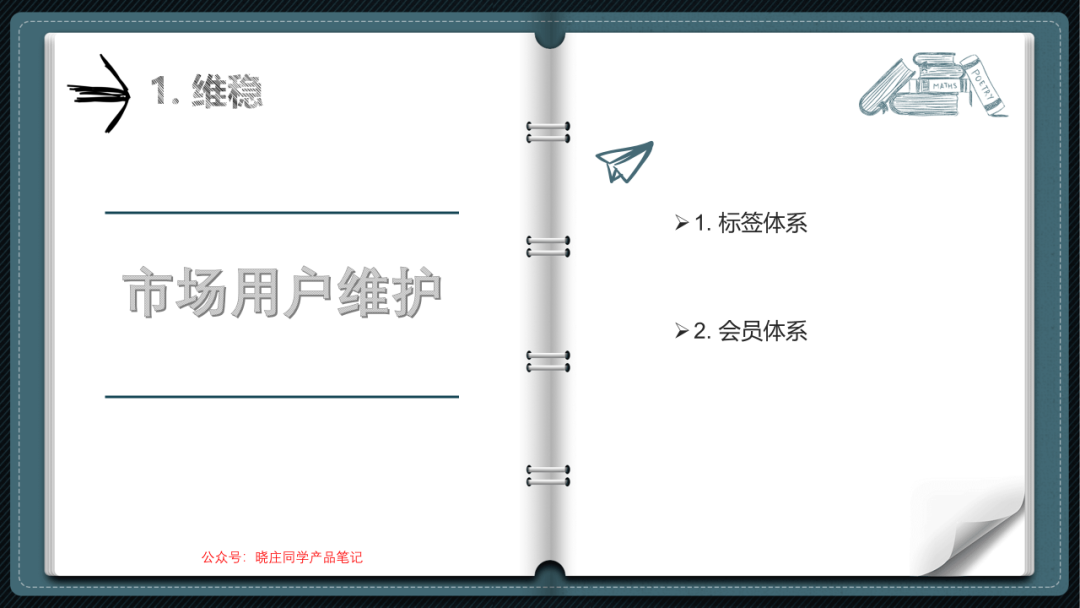 1. 维稳
市场用户维护
公众号：晓庄同学产品笔记
MATHS
POETRY
➢1. 标签体系
➢2. 会员体系